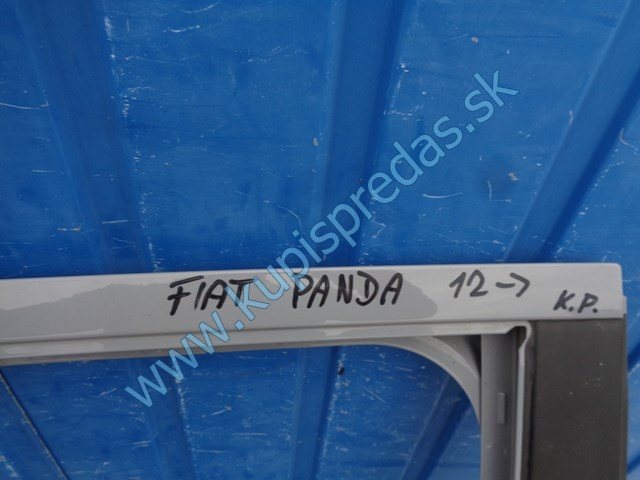 www.kupispredas.sk
FIAT PANDA 12->
K.P.